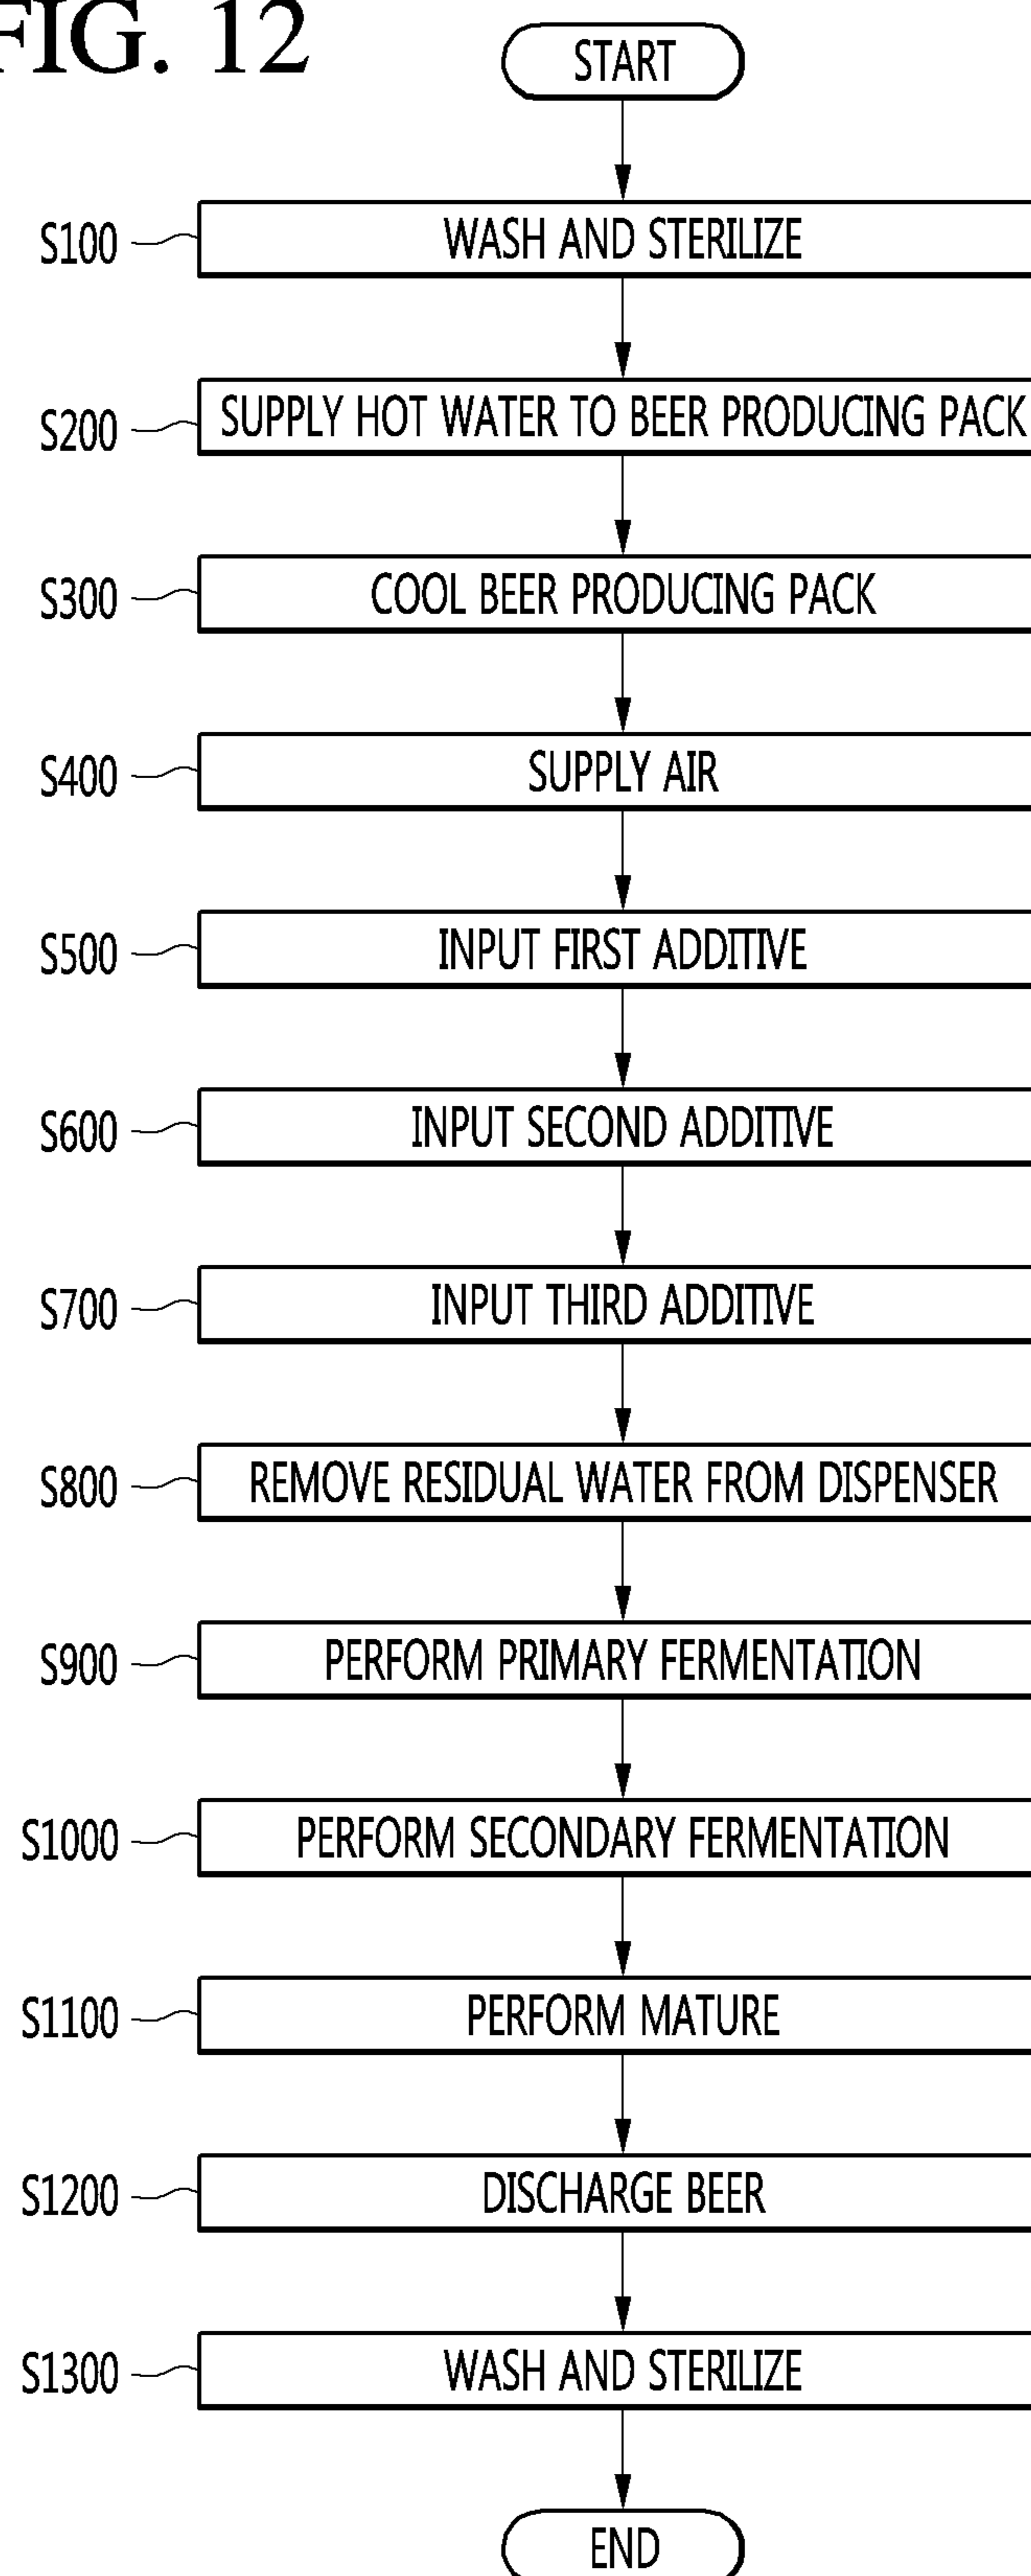 FIG. 12
START
S100 WASH AND STERILIZE
S200 SUPPLY HOT WATER TO BEER PRODUCING PACK
S300 COOL BEER PRODUCING PACK
S400 SUPPLY AIR
S500 INPUT FIRST ADDITIVE
S600 INPUT SECOND ADDITIVE
S700 INPUT THIRD ADDITIVE
S800 REMOVE RESIDUAL WATER FROM DISPENSER
S900 PERFORM PRIMARY FERMENTATION
S1000 PERFORM SECONDARY FERMENTATION
S1100 PERFORM MATURE
S1200 DISCHARGE BEER
S1300 WASH AND STERILIZE
END